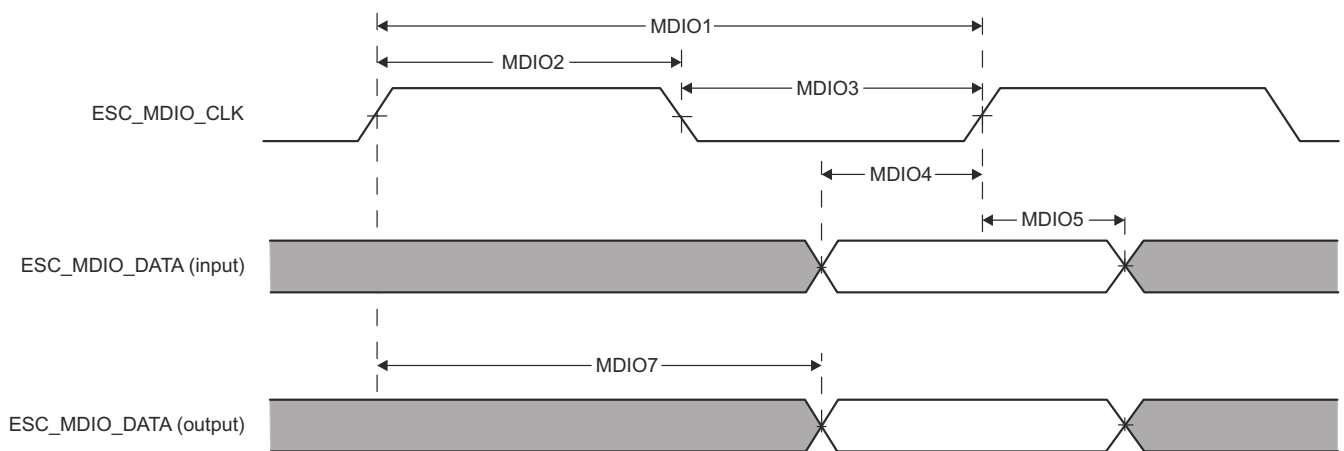 MDIO1
MDIO2
MDIO3
ESC_MDIO_CLK
MDIO4
MDIO5
ESC_MDIO_DATA (input)
MDIO7
ESC_MDIO_DATA (output)